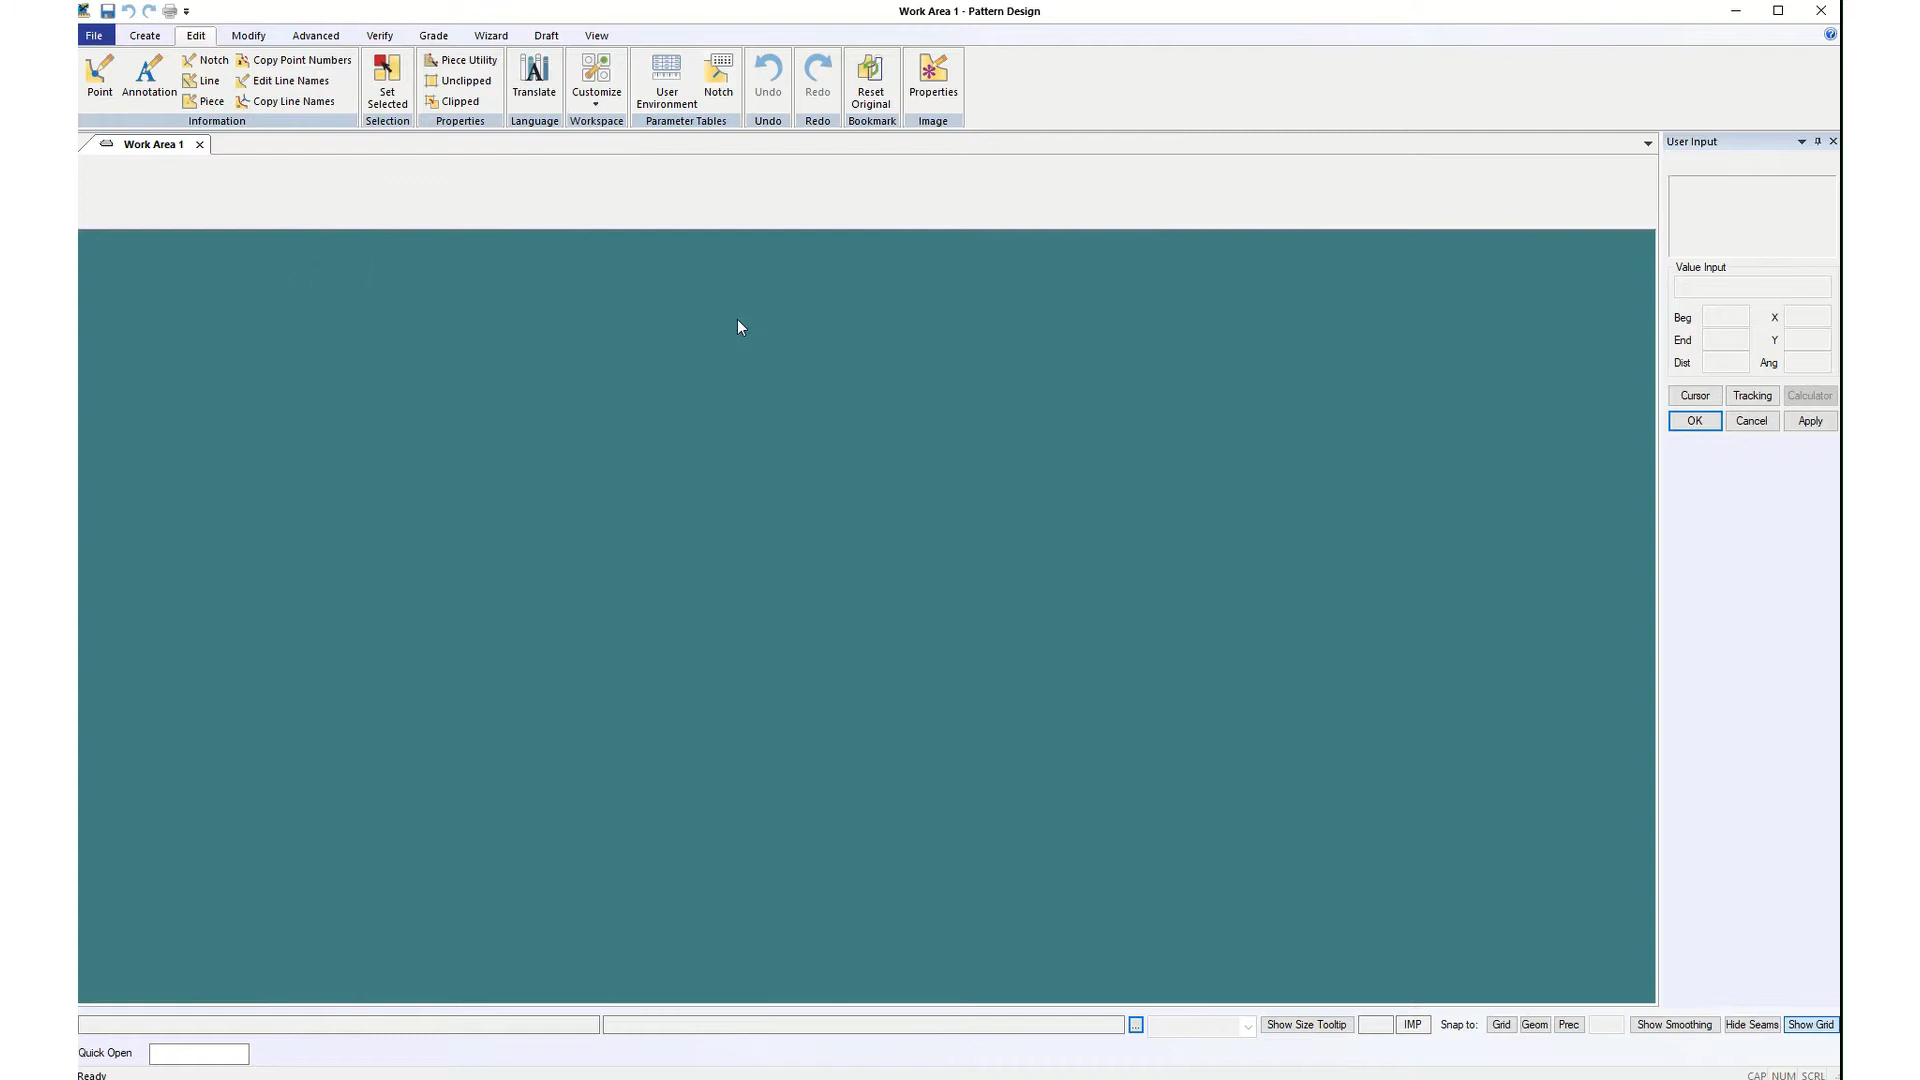 Work Area 1 - Pattern Design
File Create Edit Modify Advanced Verify Grade Wizard Draft View
Point
Annotation
Notch
Line
Piece
Copy Point Numbers
Edit Line Names
Copy Line Names
Information
Set Selected
Selection
Piece Utility
Unclipped
Clipped
Properties
Translate
Language
Customize
Workspace
User Environment
Notch
Parameter Tables
Undo
Undo
Redo
Redo
Reset Original
Bookmark
Properties
Image
Work Area 1
User Input
Value Input
Beg X
End Y
Dist Ang
Cursor Tracking Calculator
OK Cancel Apply
... Show Size Tooltip IMP Snap to: Grid Geom Prec Show Smoothing Hide Seams Show Grid
Quick Open
Ready CAP NUM SCRL